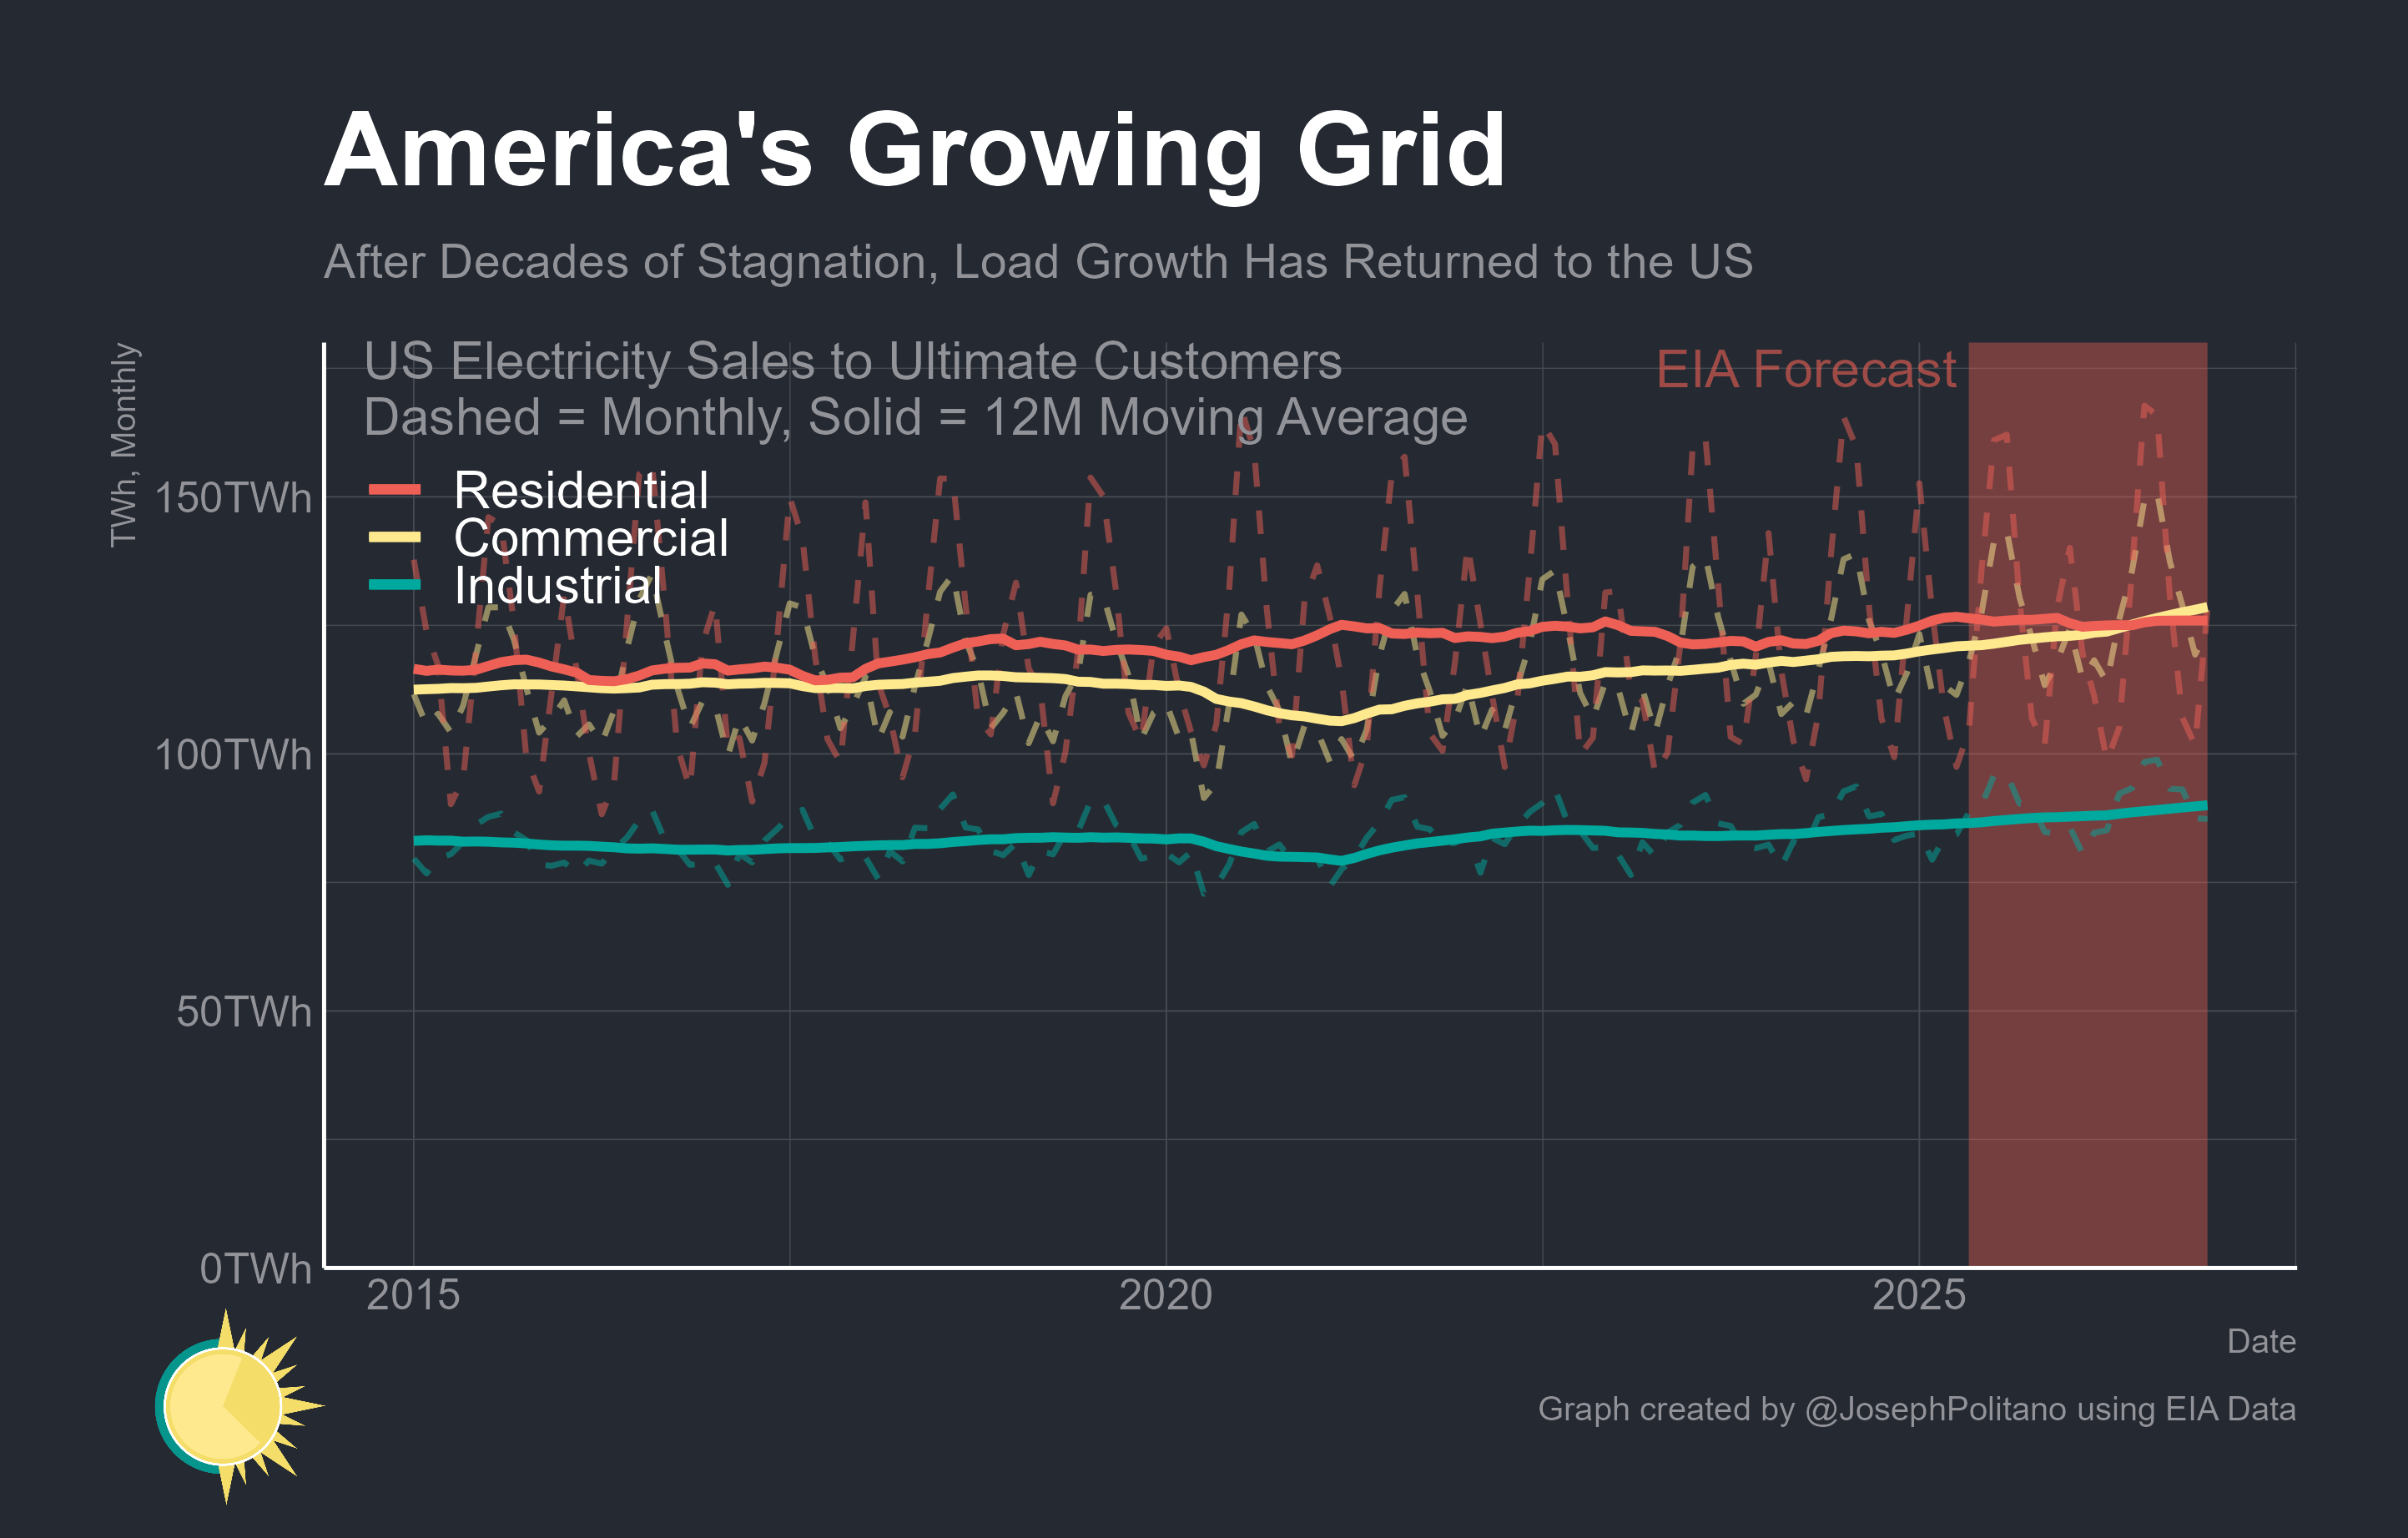 America's Growing Grid
After Decades of Stagnation, Load Growth Has Returned to the US
TWh, Monthly
US Electricity Sales to Ultimate Customers
Dashed = Monthly, Solid = 12M Moving Average
EIA Forecast
Residential
Commercial
Industrial
150TWh
100TWh
50TWh
0TWh
2015
2020
2025
Date
Graph created by @JosephPolitano using EIA Data